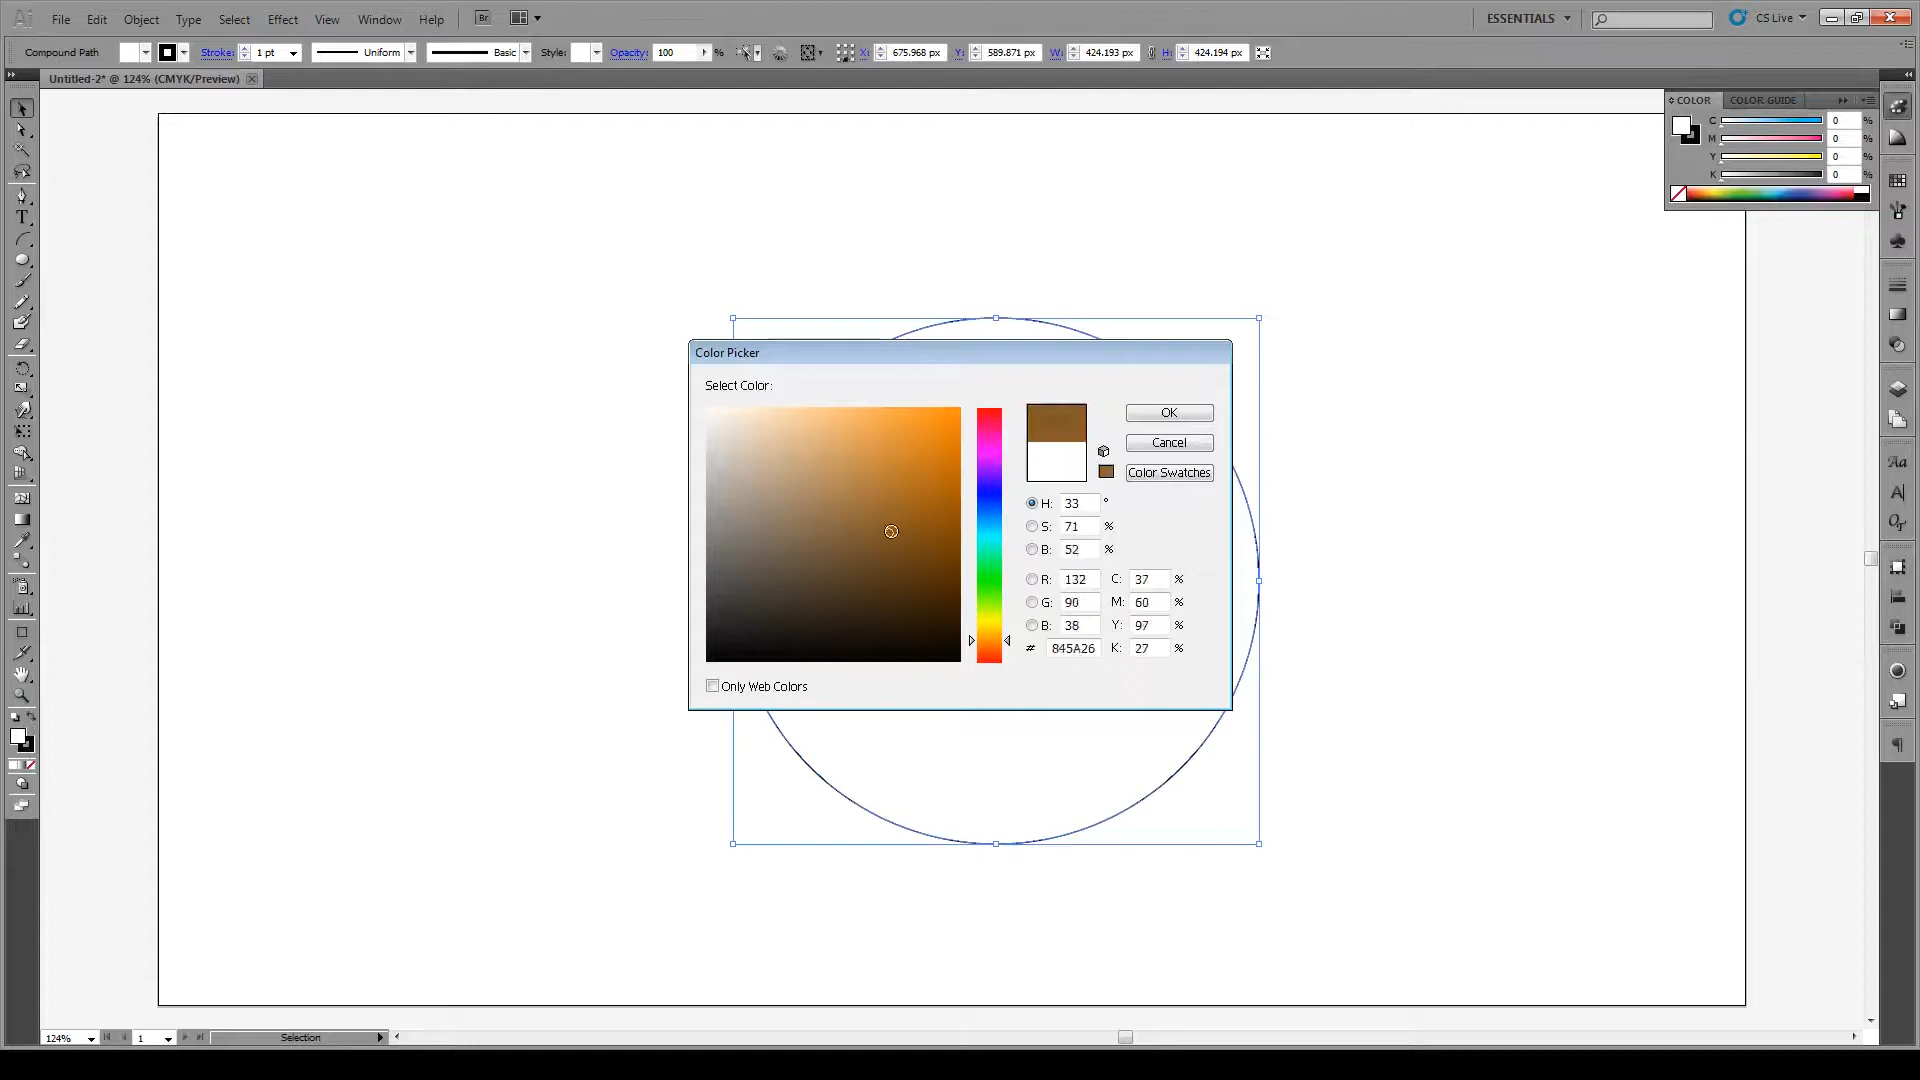 Ai File Edit Object Type Select Effect View Window Help Br ESSENTIALS CS Live
Compound Path Stroke: 1 pt Uniform Basic Style: Opacity: 100 % X: 675.968 px Y: 589.871 px W: 424.193 px H: 424.194 px
Untitled-2* @ 124% (CMYK/Preview)
COLOR COLOR GUIDE
C 0 %
M 0 %
Y 0 %
K 0 %
Color Picker
Select Color:
OK
Cancel
Color Swatches
H: 33 °
S: 71 %
B: 52 %
R: 132 C: 37 %
G: 90 M: 60 %
B: 38 Y: 97 %
# 845A26 K: 27 %
Only Web Colors
124% 1 Selection